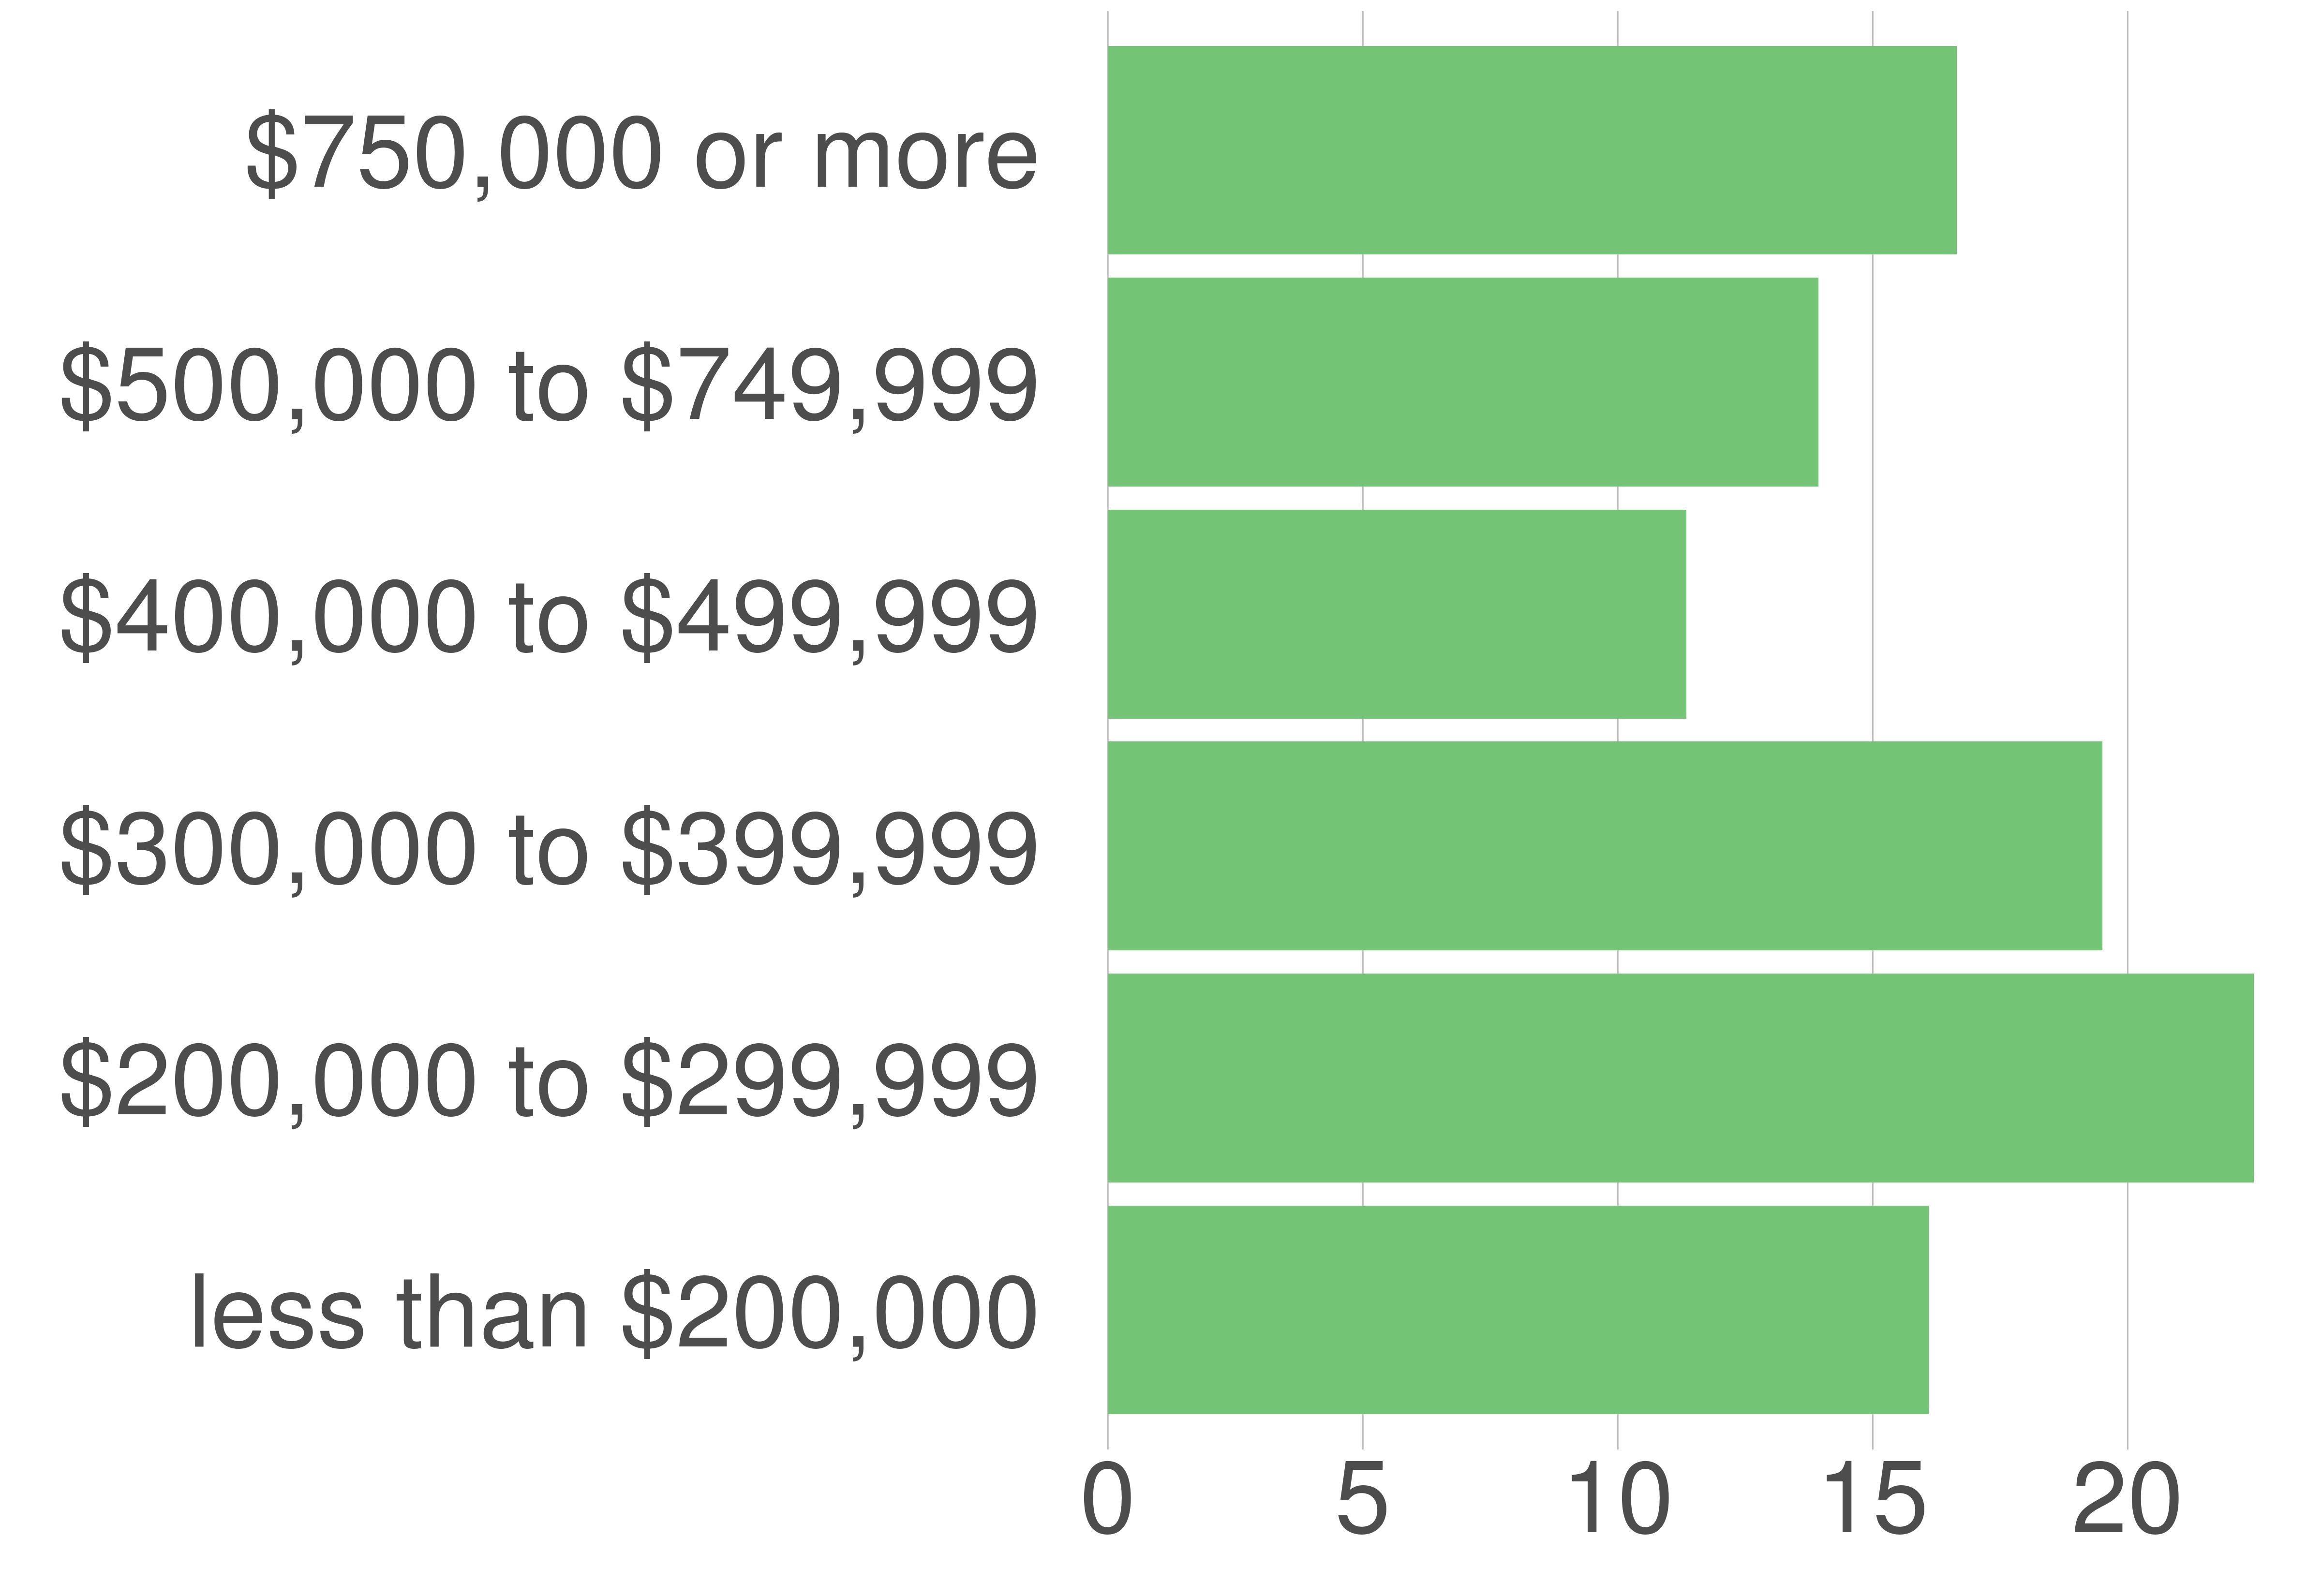 $750,000 or more
$500,000 to $749,999
$400,000 to $499,999
$300,000 to $399,999
$200,000 to $299,999
less than $200,000
0 5 10 15 20